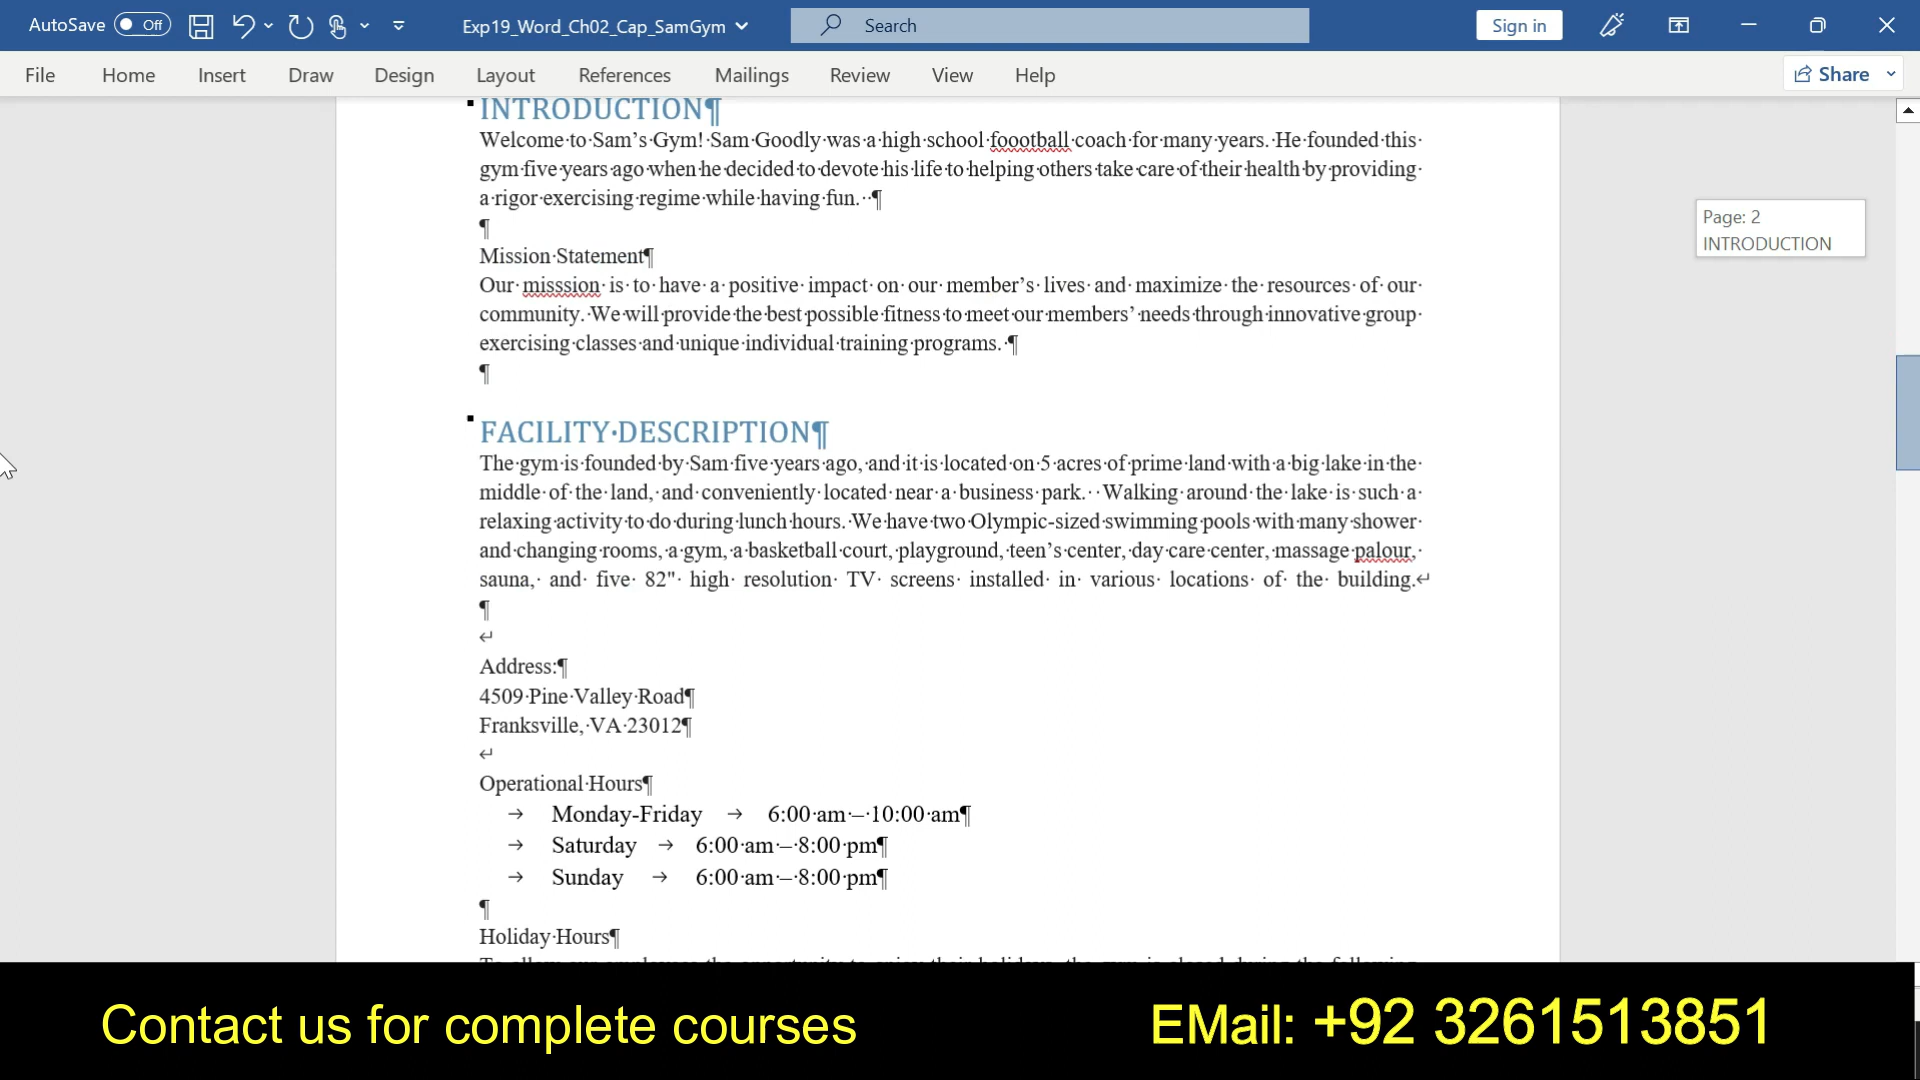 AutoSave Off Exp19_Word_Ch02_Cap_SamGym Search Sign in
File Home Insert Draw Design Layout References Mailings Review View Help Share
INTRODUCTION¶
Welcome·to·Sam’s·Gym!·Sam·Goodly·was·a·high·school·foootball·coach·for·many·years.·He·founded·this·
gym·five·years·ago·when·he·decided·to·devote·his·life·to·helping·others·take·care·of·their·health·by·providing·
a·rigor·exercising·regime·while·having·fun.··¶
¶
Page: 2
INTRODUCTION
Mission·Statement¶
Our·misssion·is·to·have·a·positive·impact·on·our·member’s·lives·and·maximize·the·resources·of·our·
community.·We·will·provide·the·best·possible·fitness·to·meet·our·members’·needs·through·innovative·group·
exercising·classes·and·unique·individual·training·programs.·¶
¶
FACILITY·DESCRIPTION¶
The·gym·is·founded·by·Sam·five·years·ago,·and·it·is·located·on·5·acres·of·prime·land·with·a·big·lake·in·the·
middle·of·the·land,·and·conveniently·located·near·a·business·park.··Walking·around·the·lake·is·such·a·
relaxing·activity·to·do·during·lunch·hours.·We·have·two·Olympic-sized·swimming·pools·with·many·shower·
and·changing·rooms,·a·gym,·a·basketball·court,·playground,·teen’s·center,·day·care·center,·massage·palour,·
sauna,·and·five·82"·high·resolution·TV·screens·installed·in·various·locations·of·the·building.↵
¶
↵
Address:¶
4509·Pine·Valley·Road¶
Franksville,·VA·23012¶
↵
Operational·Hours¶
→ Monday-Friday → 6:00·am·–·10:00·am¶
→ Saturday → 6:00·am·–·8:00·pm¶
→ Sunday → 6:00·am·–·8:00·pm¶
¶
Holiday·Hours¶
Contact us for complete courses
EMail: +92 3261513851